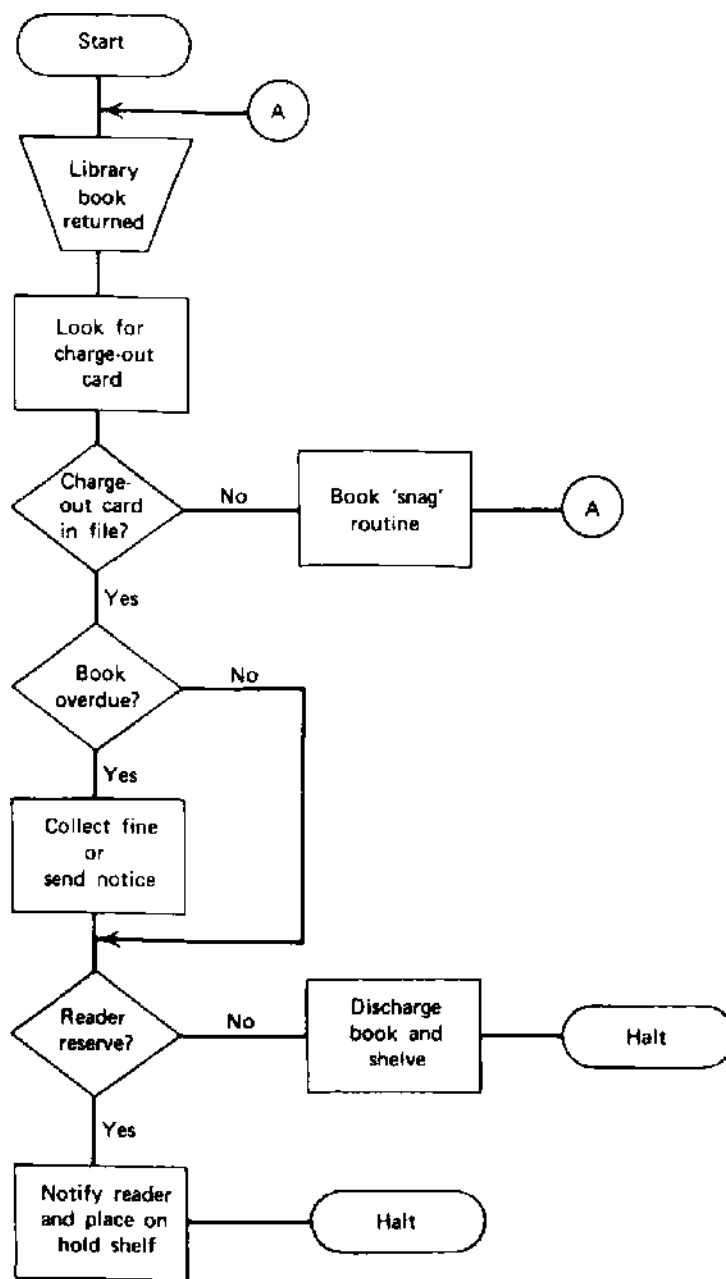 Start
A
Library
book
returned
Look for
charge-out
card
Charge-
out card
in file?
No
Book 'snag'
routine
A
Yes
Book
overdue?
No
Yes
Collect fine
or
send notice
Reader
reserve?
No
Discharge
book and
shelve
Halt
Yes
Notify reader
and place on
hold shelf
Halt